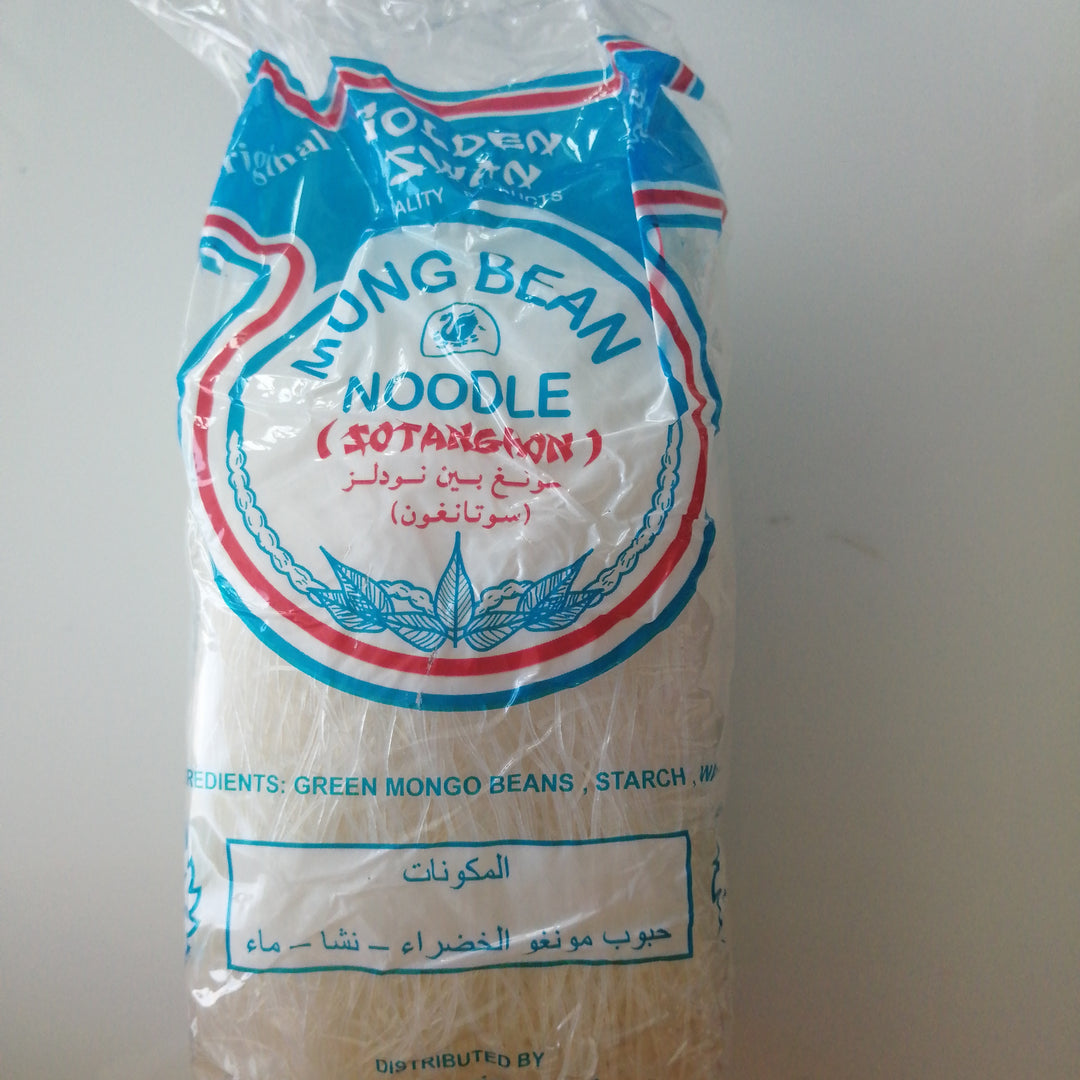 Original
GOLDEN
SWAN
QUALITY PRODUCTS
MUNG BEAN
NOODLE
(SOTANGHON)
مونغ بين نودلز
(سوتانغون)
INGREDIENTS: GREEN MONGO BEANS , STARCH ,
المكونات
حبوب مونغو الخضراء – نشا – ماء
DISTRIBUTED BY